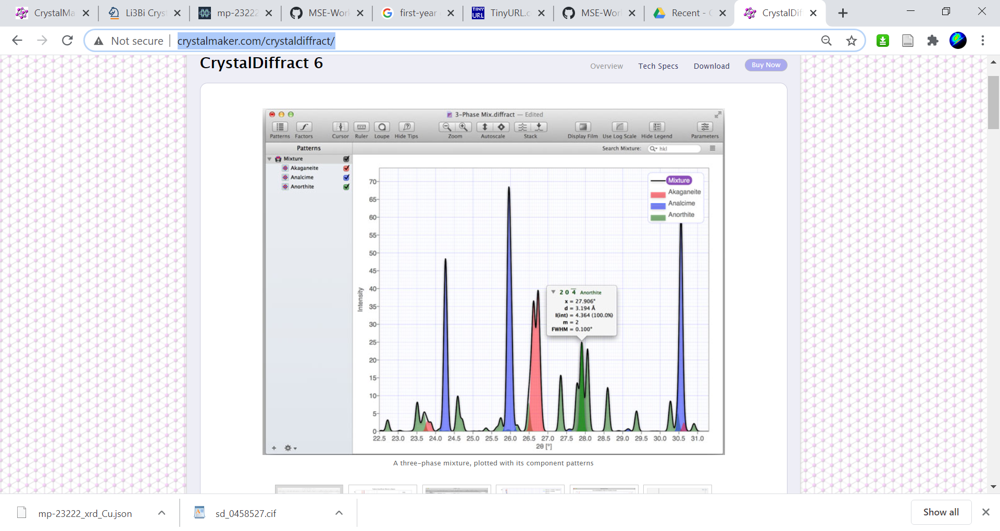 CrystalMa
Li3Bi Crys
mp-23222
MSE-Work
first-year
TinyURL.c
MSE-Wor
Recent - G
CrystalDif
Not secure
crystalmaker.com/crystaldiffract/
CrystalDiffract 6
Overview
Tech Specs
Download
Buy Now
3-Phase Mix.diffract — Edited
Patterns
Factors
Cursor
Ruler
Loupe
Hide Tips
Zoom
Autoscale
Stack
Display Film
Use Log Scale
Hide Legend
Parameters
Patterns
Search Mixture:
hkl
Mixture
Akaganeite
Analcime
Anorthite
Mixture
Akaganeite
Analcime
Anorthite
70
65
60
55
50
45
40
35
30
25
20
15
10
5
0
Intensity
2 0 4̅ Anorthite
x = 27.906°
d = 3.194 Å
I(int) = 4.364 (100.0%)
m = 2
FWHM = 0.100°
22.5 23.0 23.5 24.0 24.5 25.0 25.5 26.0 26.5 27.0 27.5 28.0 28.5 29.0 29.5 30.0 30.5 31.0
2θ [°]
A three-phase mixture, plotted with its component patterns
mp-23222_xrd_Cu.json
sd_0458527.cif
Show all